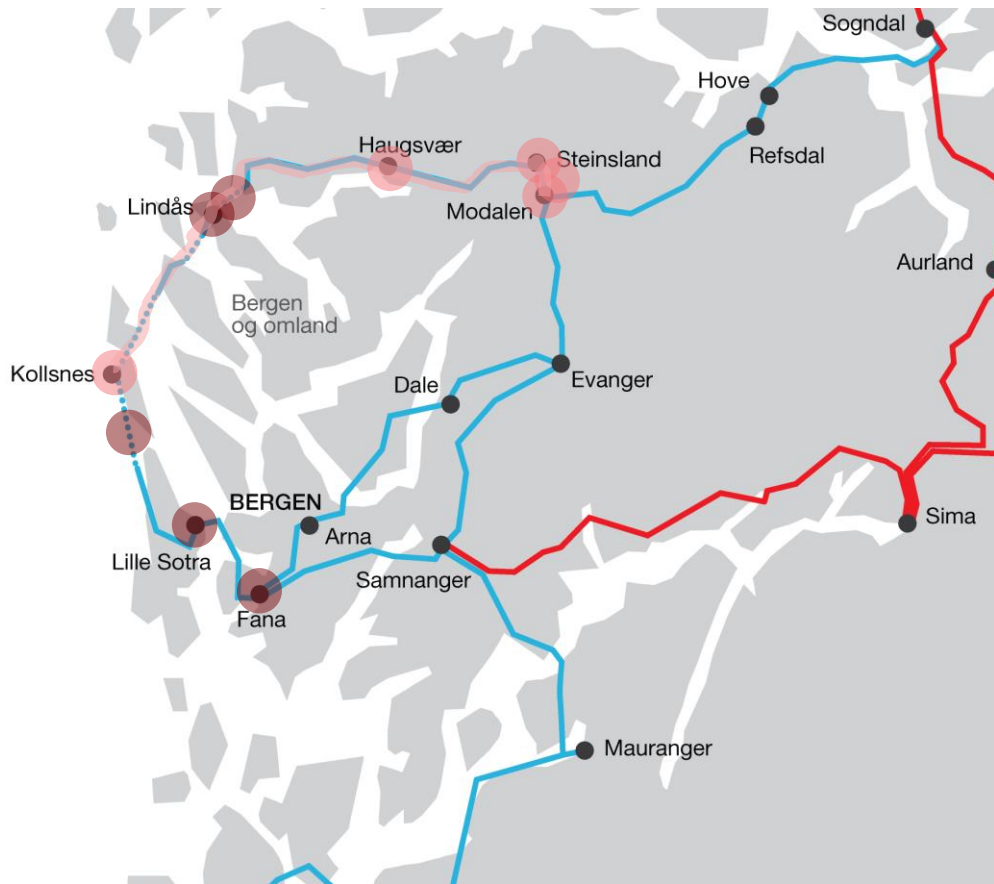 Sogndal
Hove
Haugsvær
Steinsland
Refsdal
Lindås
Modalen
Aurland
Bergen
og omland
Kollsnes
Dale
Evanger
BERGEN
Arna
Sima
Lille Sotra
Samnanger
Fana
Mauranger